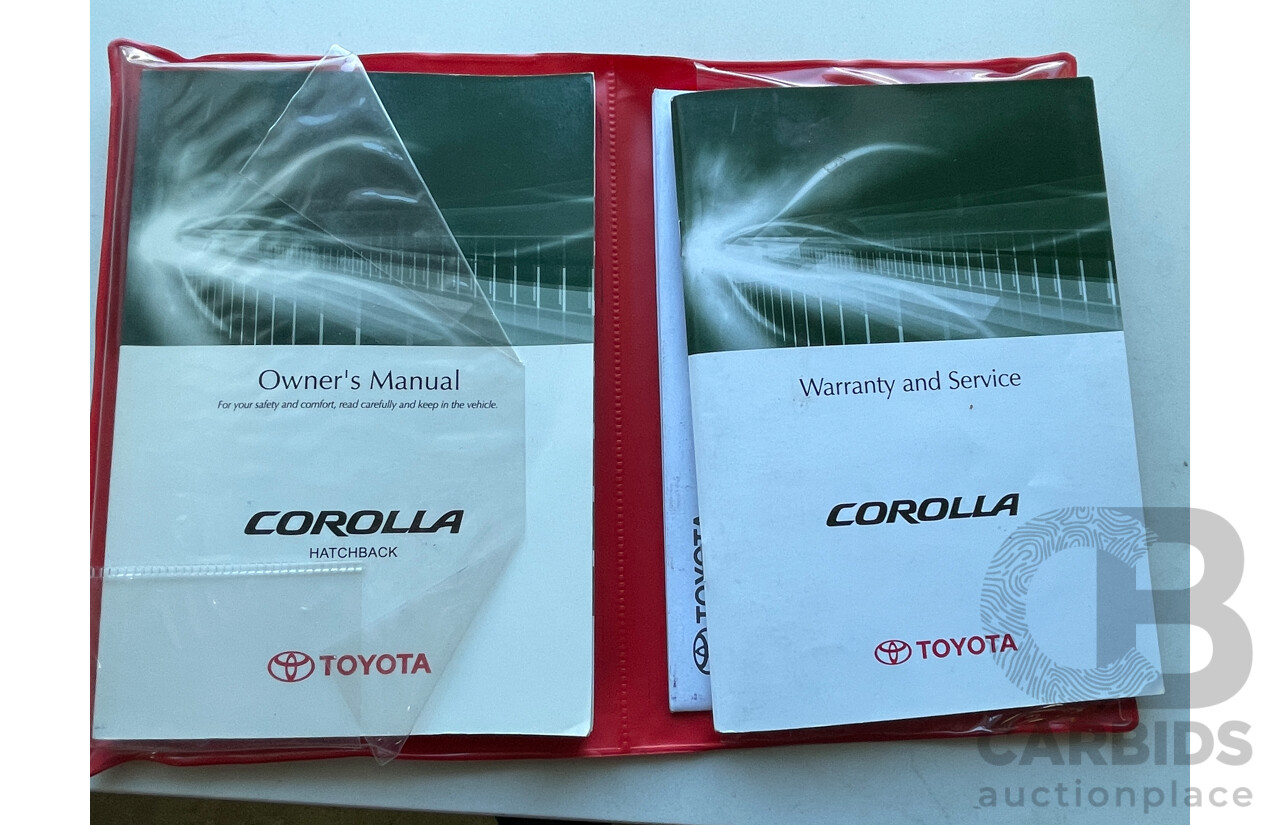 Owner's Manual
For your safety and comfort, read carefully and keep in the vehicle.
COROLLA
HATCHBACK
TOYOTA
TOYOTA
Warranty and Service
COROLLA
TOYOTA
CB
CARBIDS
auctionplace